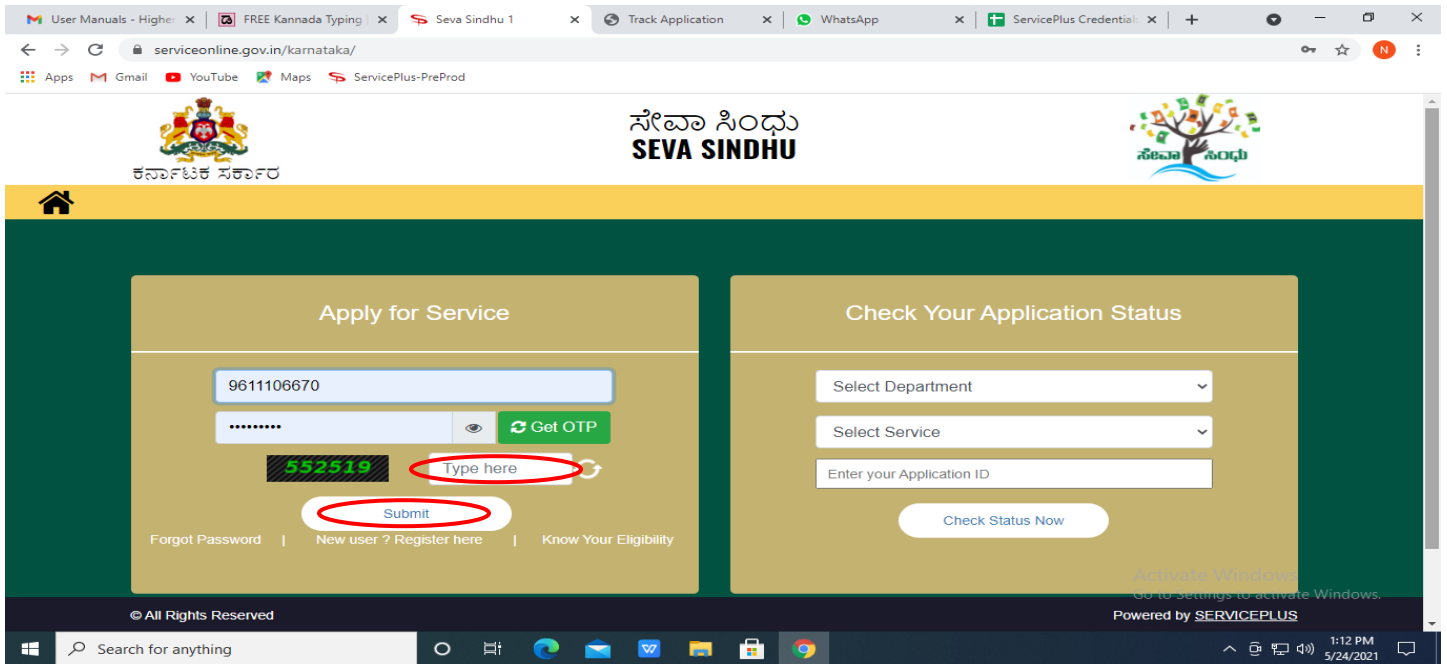 User Manuals - Higher
FREE Kannada Typing
Seva Sindhu 1
Track Application
WhatsApp
ServicePlus Credential
serviceonline.gov.in/karnataka/
N
Apps
Gmail
YouTube
Maps
ServicePlus-PreProd
ಕರ್ನಾಟಕ ಸರ್ಕಾರ
ಸೇವಾ ಸಿಂಧು
SEVA SINDHU
ಸೇವಾ ಸಿಂಧು
Apply for Service
9611106670
•••••••••
Get OTP
552519
Type here
Submit
Forgot Password | New user ? Register here | Know Your Eligibility
Check Your Application Status
Select Department
Select Service
Enter your Application ID
Check Status Now
Activate Windows
Go to Settings to activate Windows.
© All Rights Reserved
Powered by SERVICEPLUS
Search for anything
1:12 PM
5/24/2021